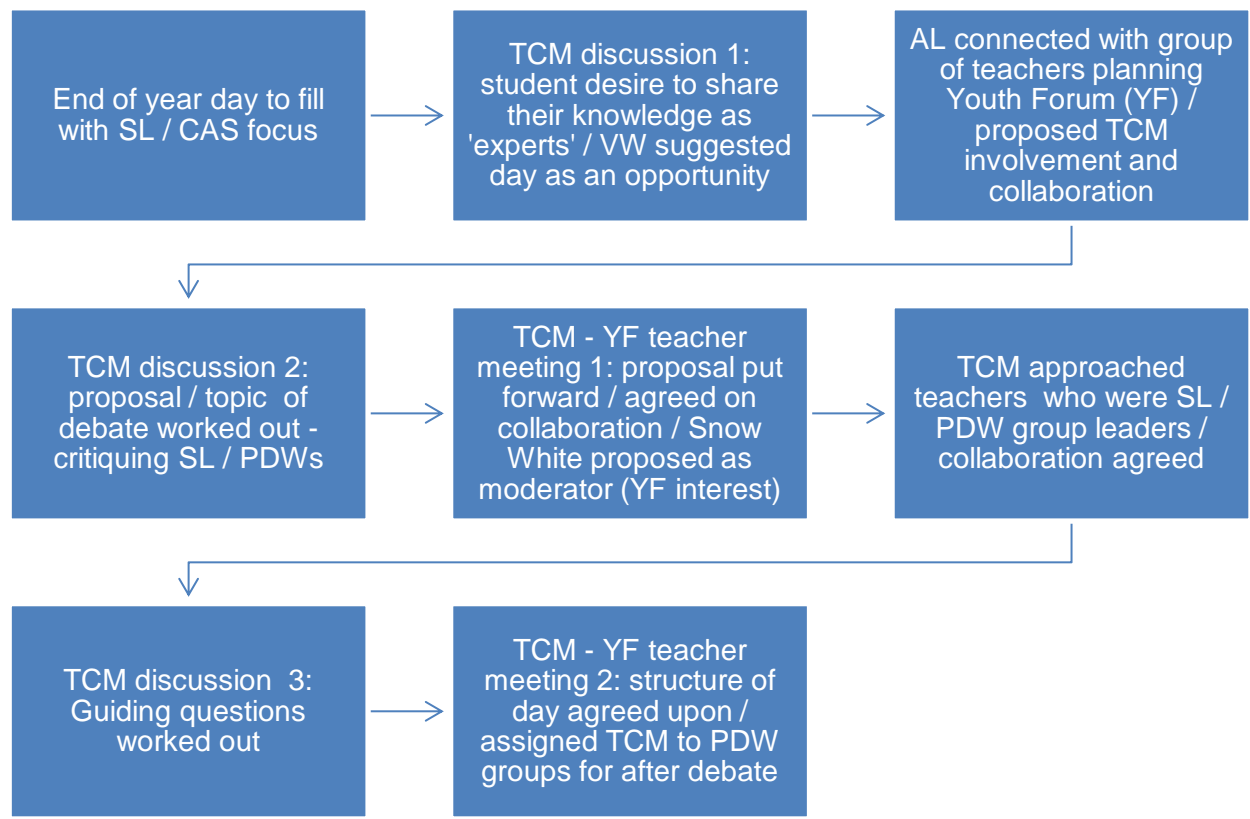 End of year day to fill
with SL / CAS focus
TCM discussion 1:
student desire to share
their knowledge as
'experts' / VW suggested
day as an opportunity
AL connected with group
of teachers planning
Youth Forum (YF) /
proposed TCM
involvement and
collaboration
TCM discussion 2:
proposal / topic of
debate worked out -
critiquing SL / PDWs
TCM - YF teacher
meeting 1: proposal put
forward / agreed on
collaboration / Snow
White proposed as
moderator (YF interest)
TCM approached
teachers who were SL /
PDW group leaders /
collaboration agreed
TCM discussion 3:
Guiding questions
worked out
TCM - YF teacher
meeting 2: structure of
day agreed upon /
assigned TCM to PDW
groups for after debate